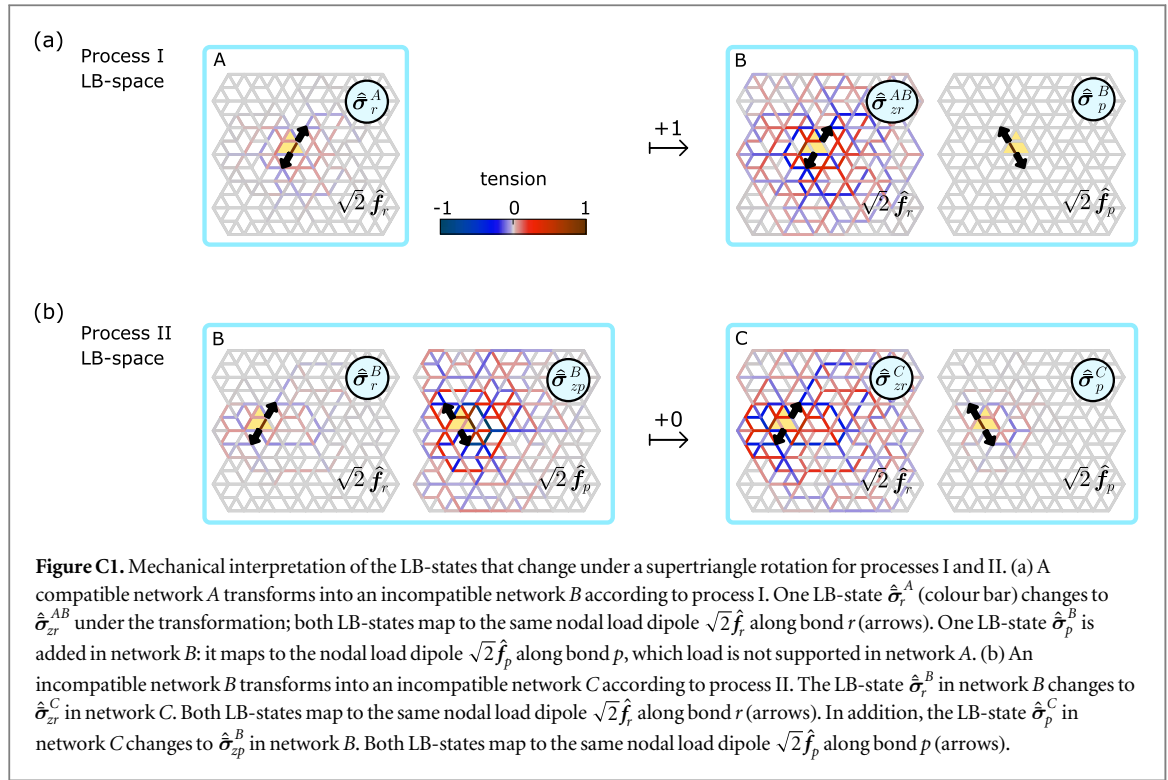 (a)
Process I
LB-space
A
σ̂̂_r^A
√2 f̂_r
tension
-1 0 1
+1
↦
B
σ̂̂_zr^AB
√2 f̂_r
σ̂̂_p^B
√2 f̂_p
(b)
Process II
LB-space
B
σ̂̂_r^B
√2 f̂_r
σ̂̂_zp^B
√2 f̂_p
+0
↦
C
σ̂̂_zr^C
√2 f̂_r
σ̂̂_p^C
√2 f̂_p
Figure C1. Mechanical interpretation of the LB-states that change under a supertriangle rotation for processes I and II. (a) A
compatible network A transforms into an incompatible network B according to process I. One LB-state σ̂̂_r^A (colour bar) changes to
σ̂̂_zr^AB under the transformation; both LB-states map to the same nodal load dipole √2f̂_r along bond r (arrows). One LB-state σ̂̂_p^B is
added in network B: it maps to the nodal load dipole √2f̂_p along bond p, which load is not supported in network A. (b) An
incompatible network B transforms into an incompatible network C according to process II. The LB-state σ̂̂_r^B in network B changes to
σ̂̂_zr^C in network C. Both LB-states map to the same nodal load dipole √2f̂_r along bond r (arrows). In addition, the LB-state σ̂̂_p^C in
network C changes to σ̂̂_zp^B in network B. Both LB-states map to the same nodal load dipole √2f̂_p along bond p (arrows).